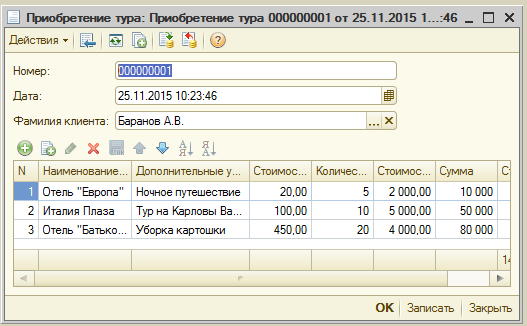 Приобретение тура: Приобретение тура 000000001 от 25.11.2015 1...:46
Действия
Номер: 000000001
Дата: 25.11.2015 10:23:46
Фамилия клиента: Баранов А.В. ... ×
N Наименование... Дополнительные у... Стоимос... Количес... Стоимос... Сумма Ст
1 Отель "Европа" Ночное путешествие 20,00 5 2 000,00 10 000
2 Италия Плаза Тур на Карловы Ва... 100,00 10 5 000,00 50 000
3 Отель "Батько... Уборка картошки 450,00 20 4 000,00 80 000
14
OK Записать Закрыть